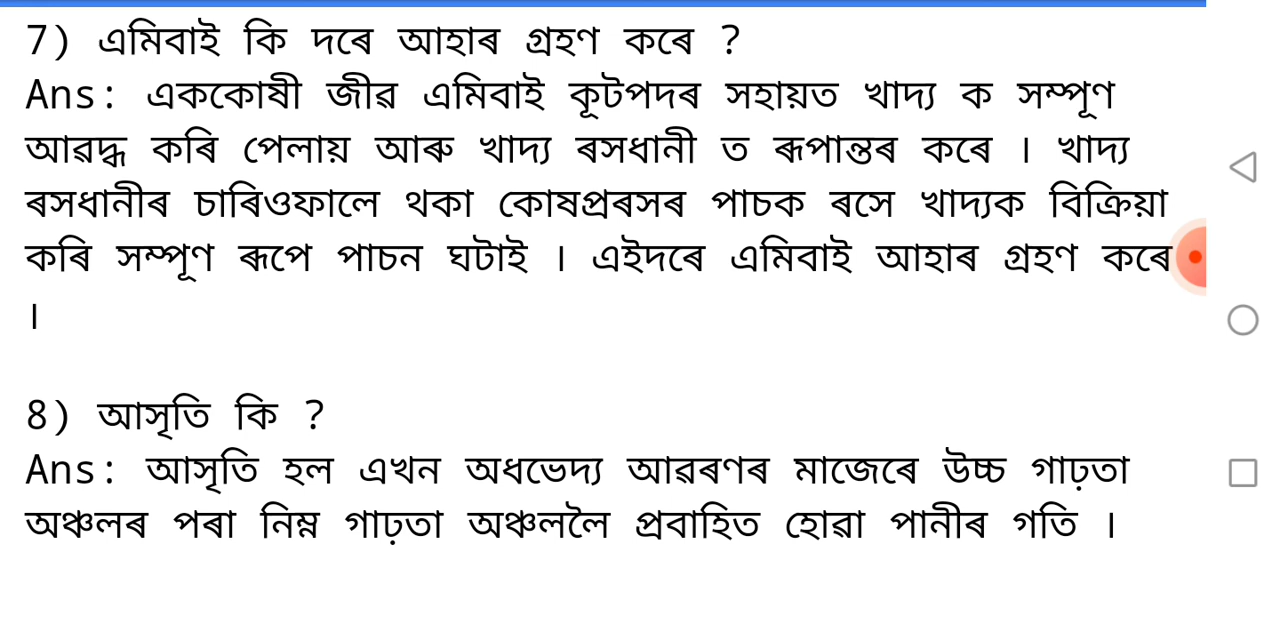 7) এমিবাই কি দৰে আহাৰ গ্ৰহণ কৰে ?
Ans: এককোষী জীৱ এমিবাই কূটপদৰ সহায়ত খাদ্য ক সম্পূণ
আৱদ্ধ কৰি পেলায় আৰু খাদ্য ৰসধানী ত ৰূপান্তৰ কৰে । খাদ্য
ৰসধানীৰ চাৰিওফালে থকা কোষপ্ৰৰসৰ পাচক ৰসে খাদ্যক বিক্ৰিয়া
কৰি সম্পূণ ৰূপে পাচন ঘটাই । এইদৰে এমিবাই আহাৰ গ্ৰহণ কৰে
।
8) আসৃতি কি ?
Ans: আসৃতি হল এখন অধভেদ্য আৱৰণৰ মাজেৰে উচ্চ গাঢ়তা
অঞ্চলৰ পৰা নিম্ন গাঢ়তা অঞ্চললৈ প্ৰবাহিত হোৱা পানীৰ গতি ।